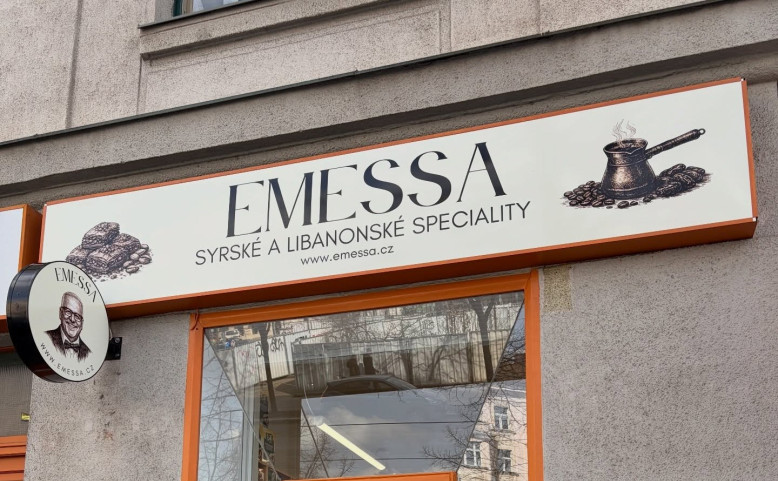 EMESSA
SYRSKÉ A LIBANONSKÉ SPECIALITY
www.emessa.cz
EMESSA
WWW.EMESSA.CZ